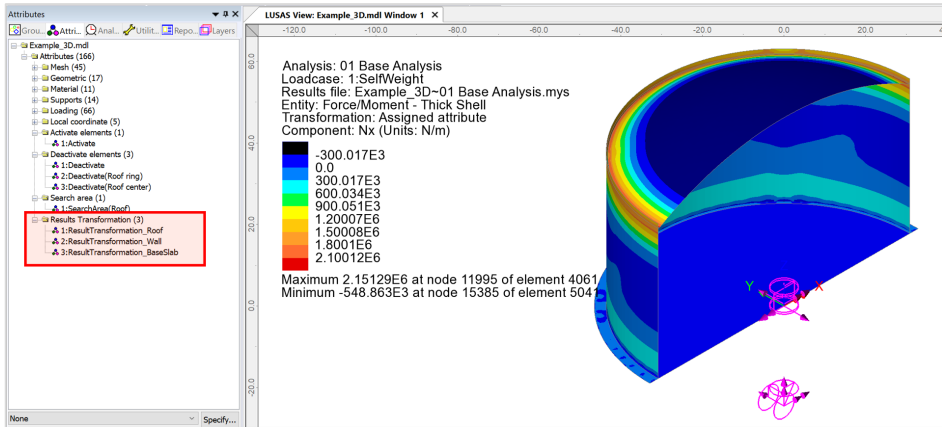 Attributes
Grou... Attri... Anal... Utilit... Repo... Layers
Example_3D.mdl
Attributes (166)
Mesh (45)
Geometric (17)
Material (11)
Supports (14)
Loading (66)
Local coordinate (5)
Activate elements (1)
1:Activate
Deactivate elements (3)
1:Deactivate
2:Deactivate(Roof ring)
3:Deactivate(Roof center)
Search area (1)
1:SearchArea(Roof)
Results Transformation (3)
1:ResultTransformation_Roof
2:ResultTransformation_Wall
3:ResultTransformation_BaseSlab
None
Specify...
LUSAS View: Example_3D.mdl Window 1 X
-120.0 -100.0 -80.0 -60.0 -40.0 -20.0 0.0 20.0
60.0
40.0
20.0
0.0
-20.0
Analysis: 01 Base Analysis
Loadcase: 1:SelfWeight
Results file: Example_3D~01 Base Analysis.mys
Entity: Force/Moment - Thick Shell
Transformation: Assigned attribute
Component: Nx (Units: N/m)
-300.017E3
0.0
300.017E3
600.034E3
900.051E3
1.20007E6
1.50008E6
1.8001E6
2.10012E6
Maximum 2.15129E6 at node 11995 of element 4061
Minimum -548.863E3 at node 15385 of element 5041
Y
X